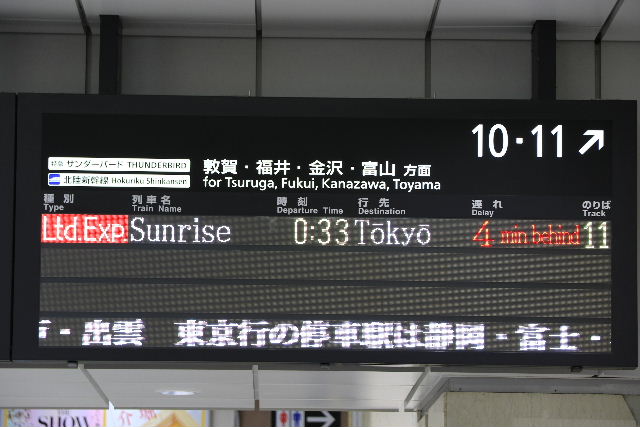 10・11 ↗
特急 サンダーバード THUNDERBIRD
北陸新幹線 Hokuriku Shinkansen
敦賀・福井・金沢・富山 方面
for Tsuruga, Fukui, Kanazawa, Toyama
種別 列車名 時刻 行先 遅れ のりば
Type Train Name Departure Time Destination Delay Track
Ltd.Exp. Sunrise 0:33 Tōkyō 4 min behind 11
・出雲 東京行の停車駅は静岡・富士・
SHOW